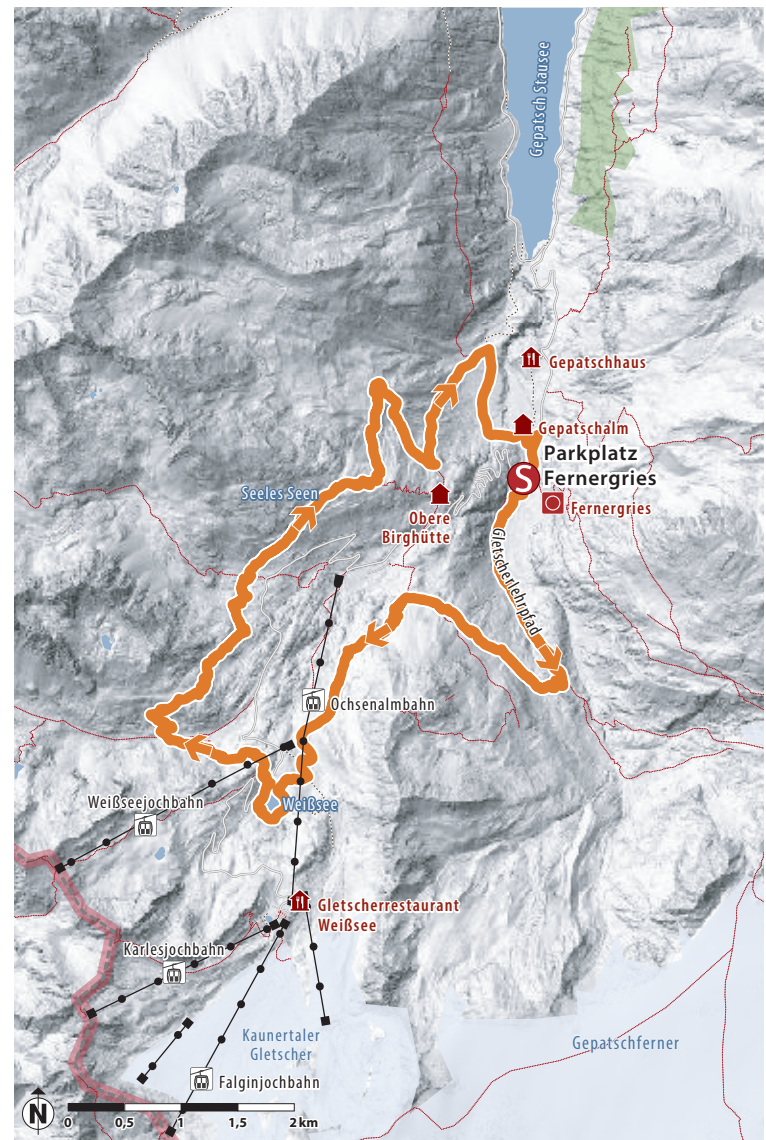 Gepatsch Stausee
Gepatschhaus
Gepatschalm
Parkplatz
Fernergries
S
Fernergries
Seeles Seen
Obere
Birghütte
Gletscherlehrpfad
Ochsenalmbahn
Weißseejochbahn
Weißsee
Gletscherrestaurant
Weißsee
Karlesjochbahn
Kaunertaler
Gletscher
Gepatschferner
Falginjochbahn
N
0 0,5 1 1,5 2 km